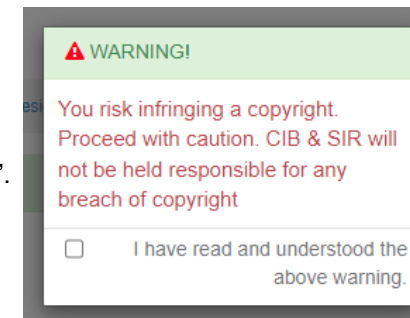 WARNING!
esi
You risk infringing a copyright.
Proceed with caution. CIB & SIR will
not be held responsible for any
breach of copyright
I have read and understood the
above warning.